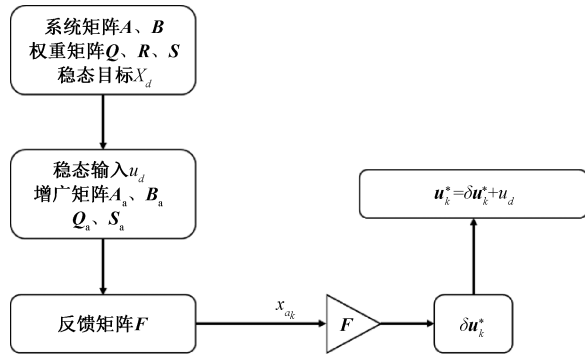 系统矩阵A、B
权重矩阵Q、R、S
稳态目标X_d
稳态输入u_d
增广矩阵A_a、B_a
Q_a、S_a
反馈矩阵F
x_{a_k}
F
δu_k^*
u_k^*=δu_k^*+u_d